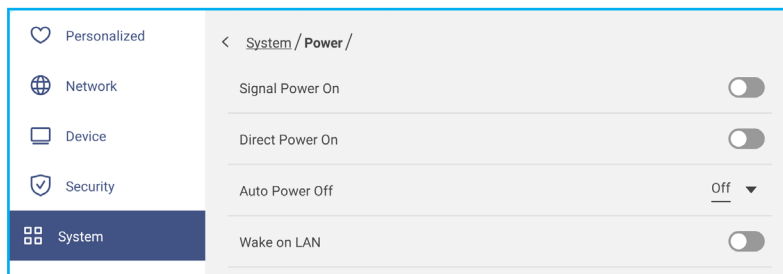 Personalized
Network
Device
Security
System
System / Power /
Signal Power On
Direct Power On
Auto Power Off
Off
Wake on LAN